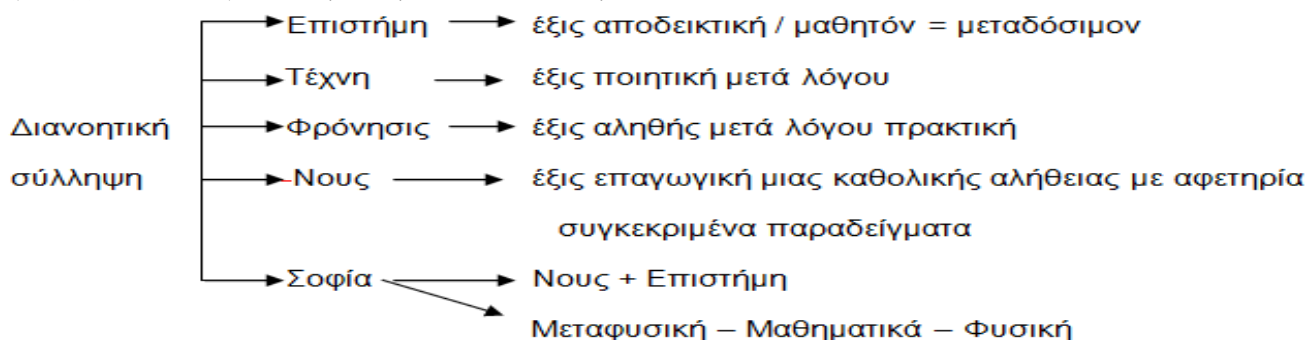 Επιστήμη έξις αποδεικτική / μαθητόν = μεταδόσιμον
Τέχνη έξις ποιητική μετά λόγου
Διανοητική Φρόνησις έξις αληθής μετά λόγου πρακτική
σύλληψη Νους έξις επαγωγική μιας καθολικής αλήθειας με αφετηρία
συγκεκριμένα παραδείγματα
Σοφία Νους + Επιστήμη
Μεταφυσική – Μαθηματικά – Φυσική